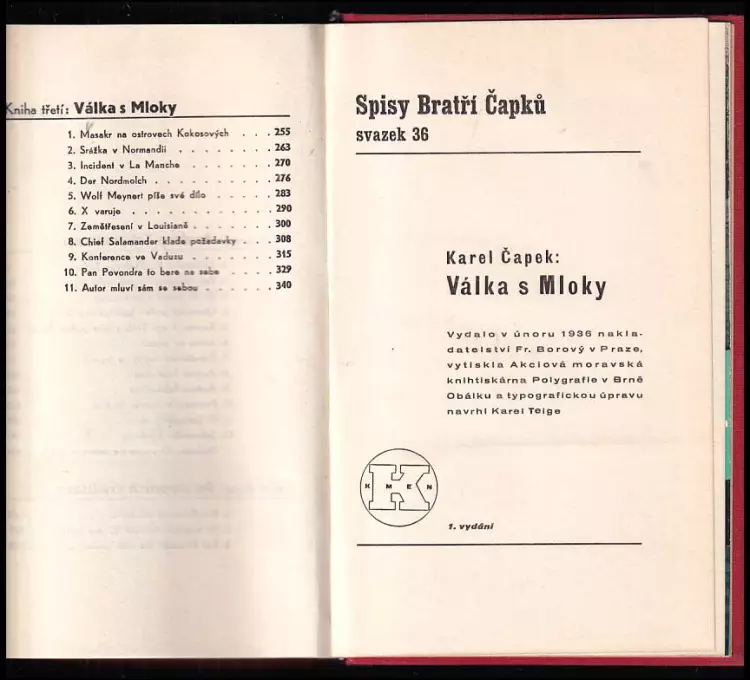 Kniha třetí: Válka s Mloky
1. Masakr na ostrovech Kokosových . . . 255
2. Srážka v Normandii . . . . . . . . 263
3. Incident v La Manche . . . . . . . 270
4. Der Nordmolch . . . . . . . . . 276
5. Wolf Meynert píše své dílo . . . . . 283
6. X varuje . . . . . . . . . . . 290
7. Zemětřesení v Louisianě . . . . . . 300
8. Chief Salamander klade požadavky . . . 308
9. Konference ve Vaduzu . . . . . . . 315
10. Pan Povondra to bere na sebe . . . . 329
11. Autor mluví sám se sebou . . . . . . 340
Spisy Bratří Čapků
svazek 36
Karel Čapek:
Válka s Mloky
Vydalo v únoru 1936 nakla-
datelství Fr. Borový v Praze,
vytiskla Akciová moravská
knihtiskárna Polygrafie v Brně
Obálku a typografickou úpravu
navrhl Karel Teige
K M E N
1. vydání